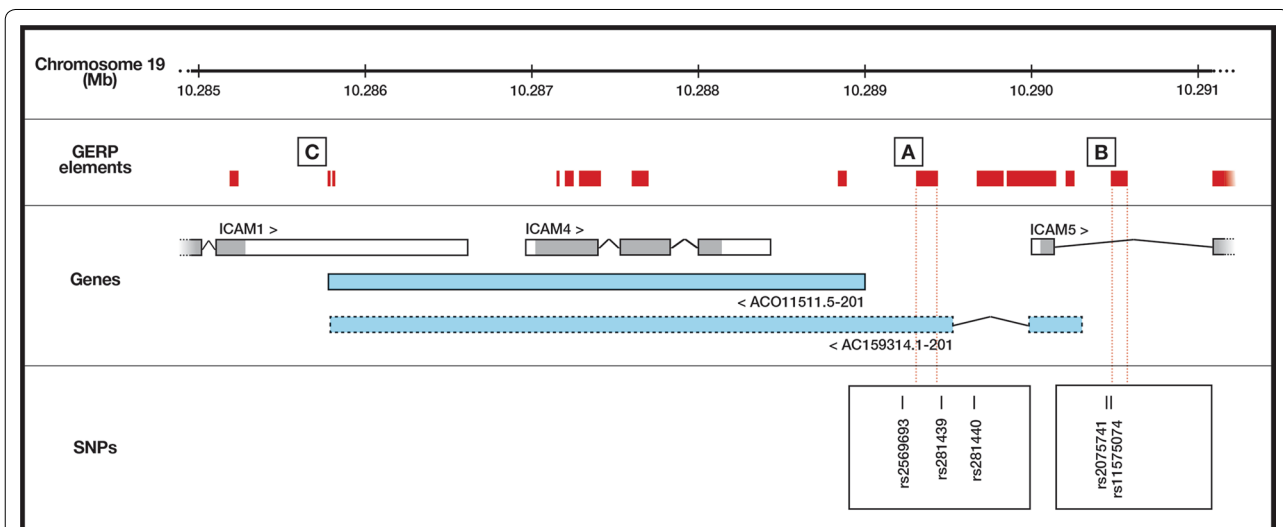 Chromosome 19
(Mb)
10.285
10.286
10.287
10.288
10.289
10.290
10.291
GERP
elements
C
A
B
Genes
ICAM1 >
ICAM4 >
ICAM5 >
< ACO11511.5-201
< AC159314.1-201
SNPs
rs2569693
rs281439
rs281440
rs2075741
rs11575074